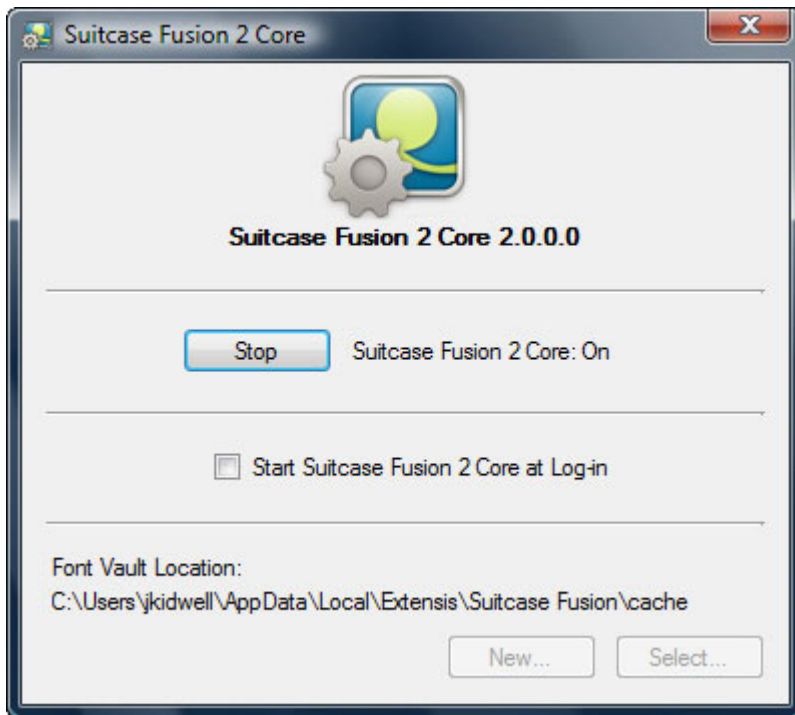 Suitcase Fusion 2 Core
Suitcase Fusion 2 Core 2.0.0.0
Stop Suitcase Fusion 2 Core: On
Start Suitcase Fusion 2 Core at Log-in
Font Vault Location:
C:\Users\jkidwell\AppData\Local\Extensis\Suitcase Fusion\cache
New... Select...